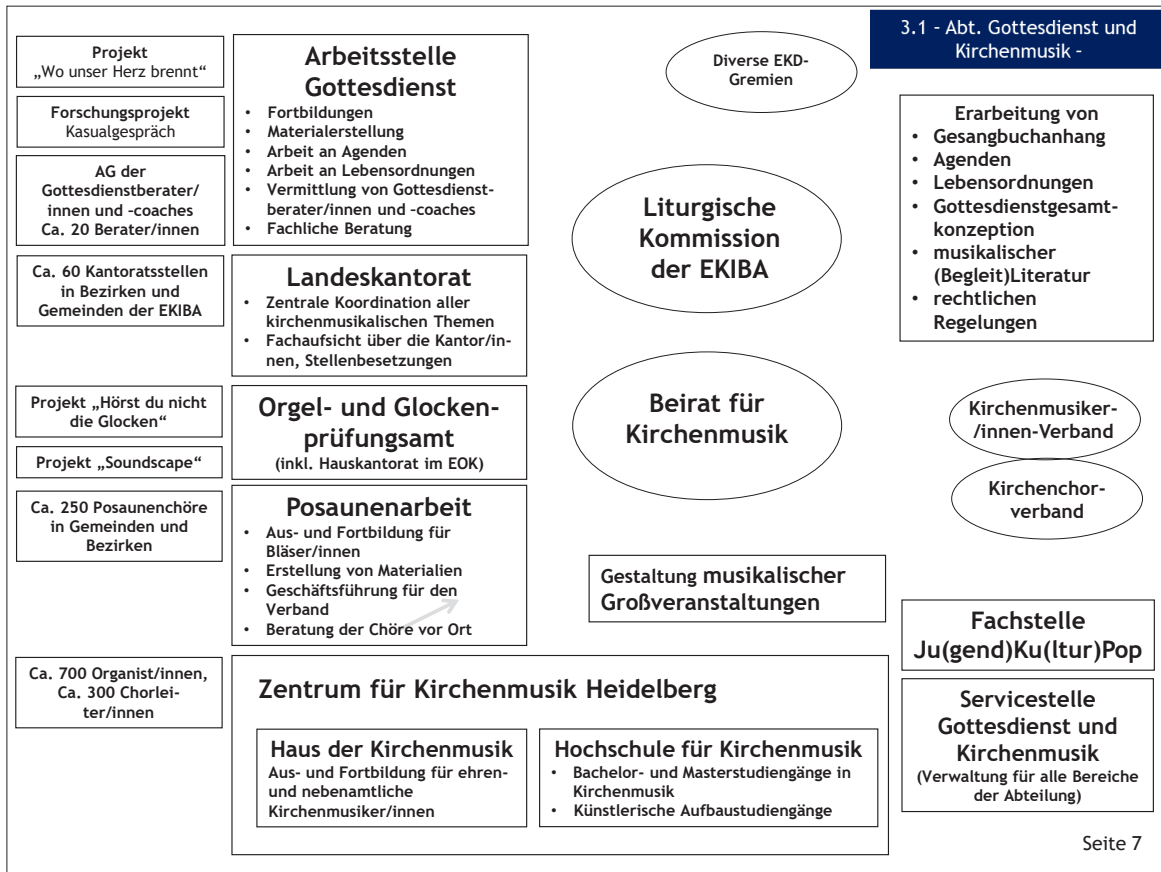 3.1 - Abt. Gottesdienst und
Kirchenmusik -
Projekt
„Wo unser Herz brennt“
Forschungsprojekt
Kasualgespräch
AG der
Gottesdienstberater/
innen und -coaches
Ca. 20 Berater/innen
Arbeitsstelle
Gottesdienst
• Fortbildungen
• Materialerstellung
• Arbeit an Agenden
• Arbeit an Lebensordnungen
• Vermittlung von Gottesdienst-
berater/innen und -coaches
• Fachliche Beratung
Diverse EKD-
Gremien
Liturgische
Kommission
der EKIBA
Erarbeitung von
• Gesangbuchanhang
• Agenden
• Lebensordnungen
• Gottesdienstgesamt-
konzeption
• musikalischer
(Begleit)Literatur
• rechtlichen
Regelungen
Ca. 60 Kantoratsstellen
in Bezirken und
Gemeinden der EKIBA
Landeskantorat
• Zentrale Koordination aller
kirchenmusikalischen Themen
• Fachaufsicht über die Kantor/in-
nen, Stellenbesetzungen
Projekt „Hörst du nicht
die Glocken“
Projekt „Soundscape“
Orgel- und Glocken-
prüfungsamt
(inkl. Hauskantorat im EOK)
Beirat für
Kirchenmusik
Kirchenmusiker-
/innen-Verband
Kirchenchor-
verband
Ca. 250 Posaunenchöre
in Gemeinden und
Bezirken
Posaunenarbeit
• Aus- und Fortbildung für
Bläser/innen
• Erstellung von Materialien
• Geschäftsführung für den
Verband
• Beratung der Chöre vor Ort
Gestaltung musikalischer
Großveranstaltungen
Fachstelle
Ju(gend)Ku(ltur)Pop
Ca. 700 Organist/innen,
Ca. 300 Chorlei-
ter/innen
Zentrum für Kirchenmusik Heidelberg
Haus der Kirchenmusik
Aus- und Fortbildung für ehren-
und nebenamtliche
Kirchenmusiker/innen
Hochschule für Kirchenmusik
• Bachelor- und Masterstudiengänge in
Kirchenmusik
• Künstlerische Aufbaustudiengänge
Servicestelle
Gottesdienst und
Kirchenmusik
(Verwaltung für alle Bereiche
der Abteilung)
Seite 7